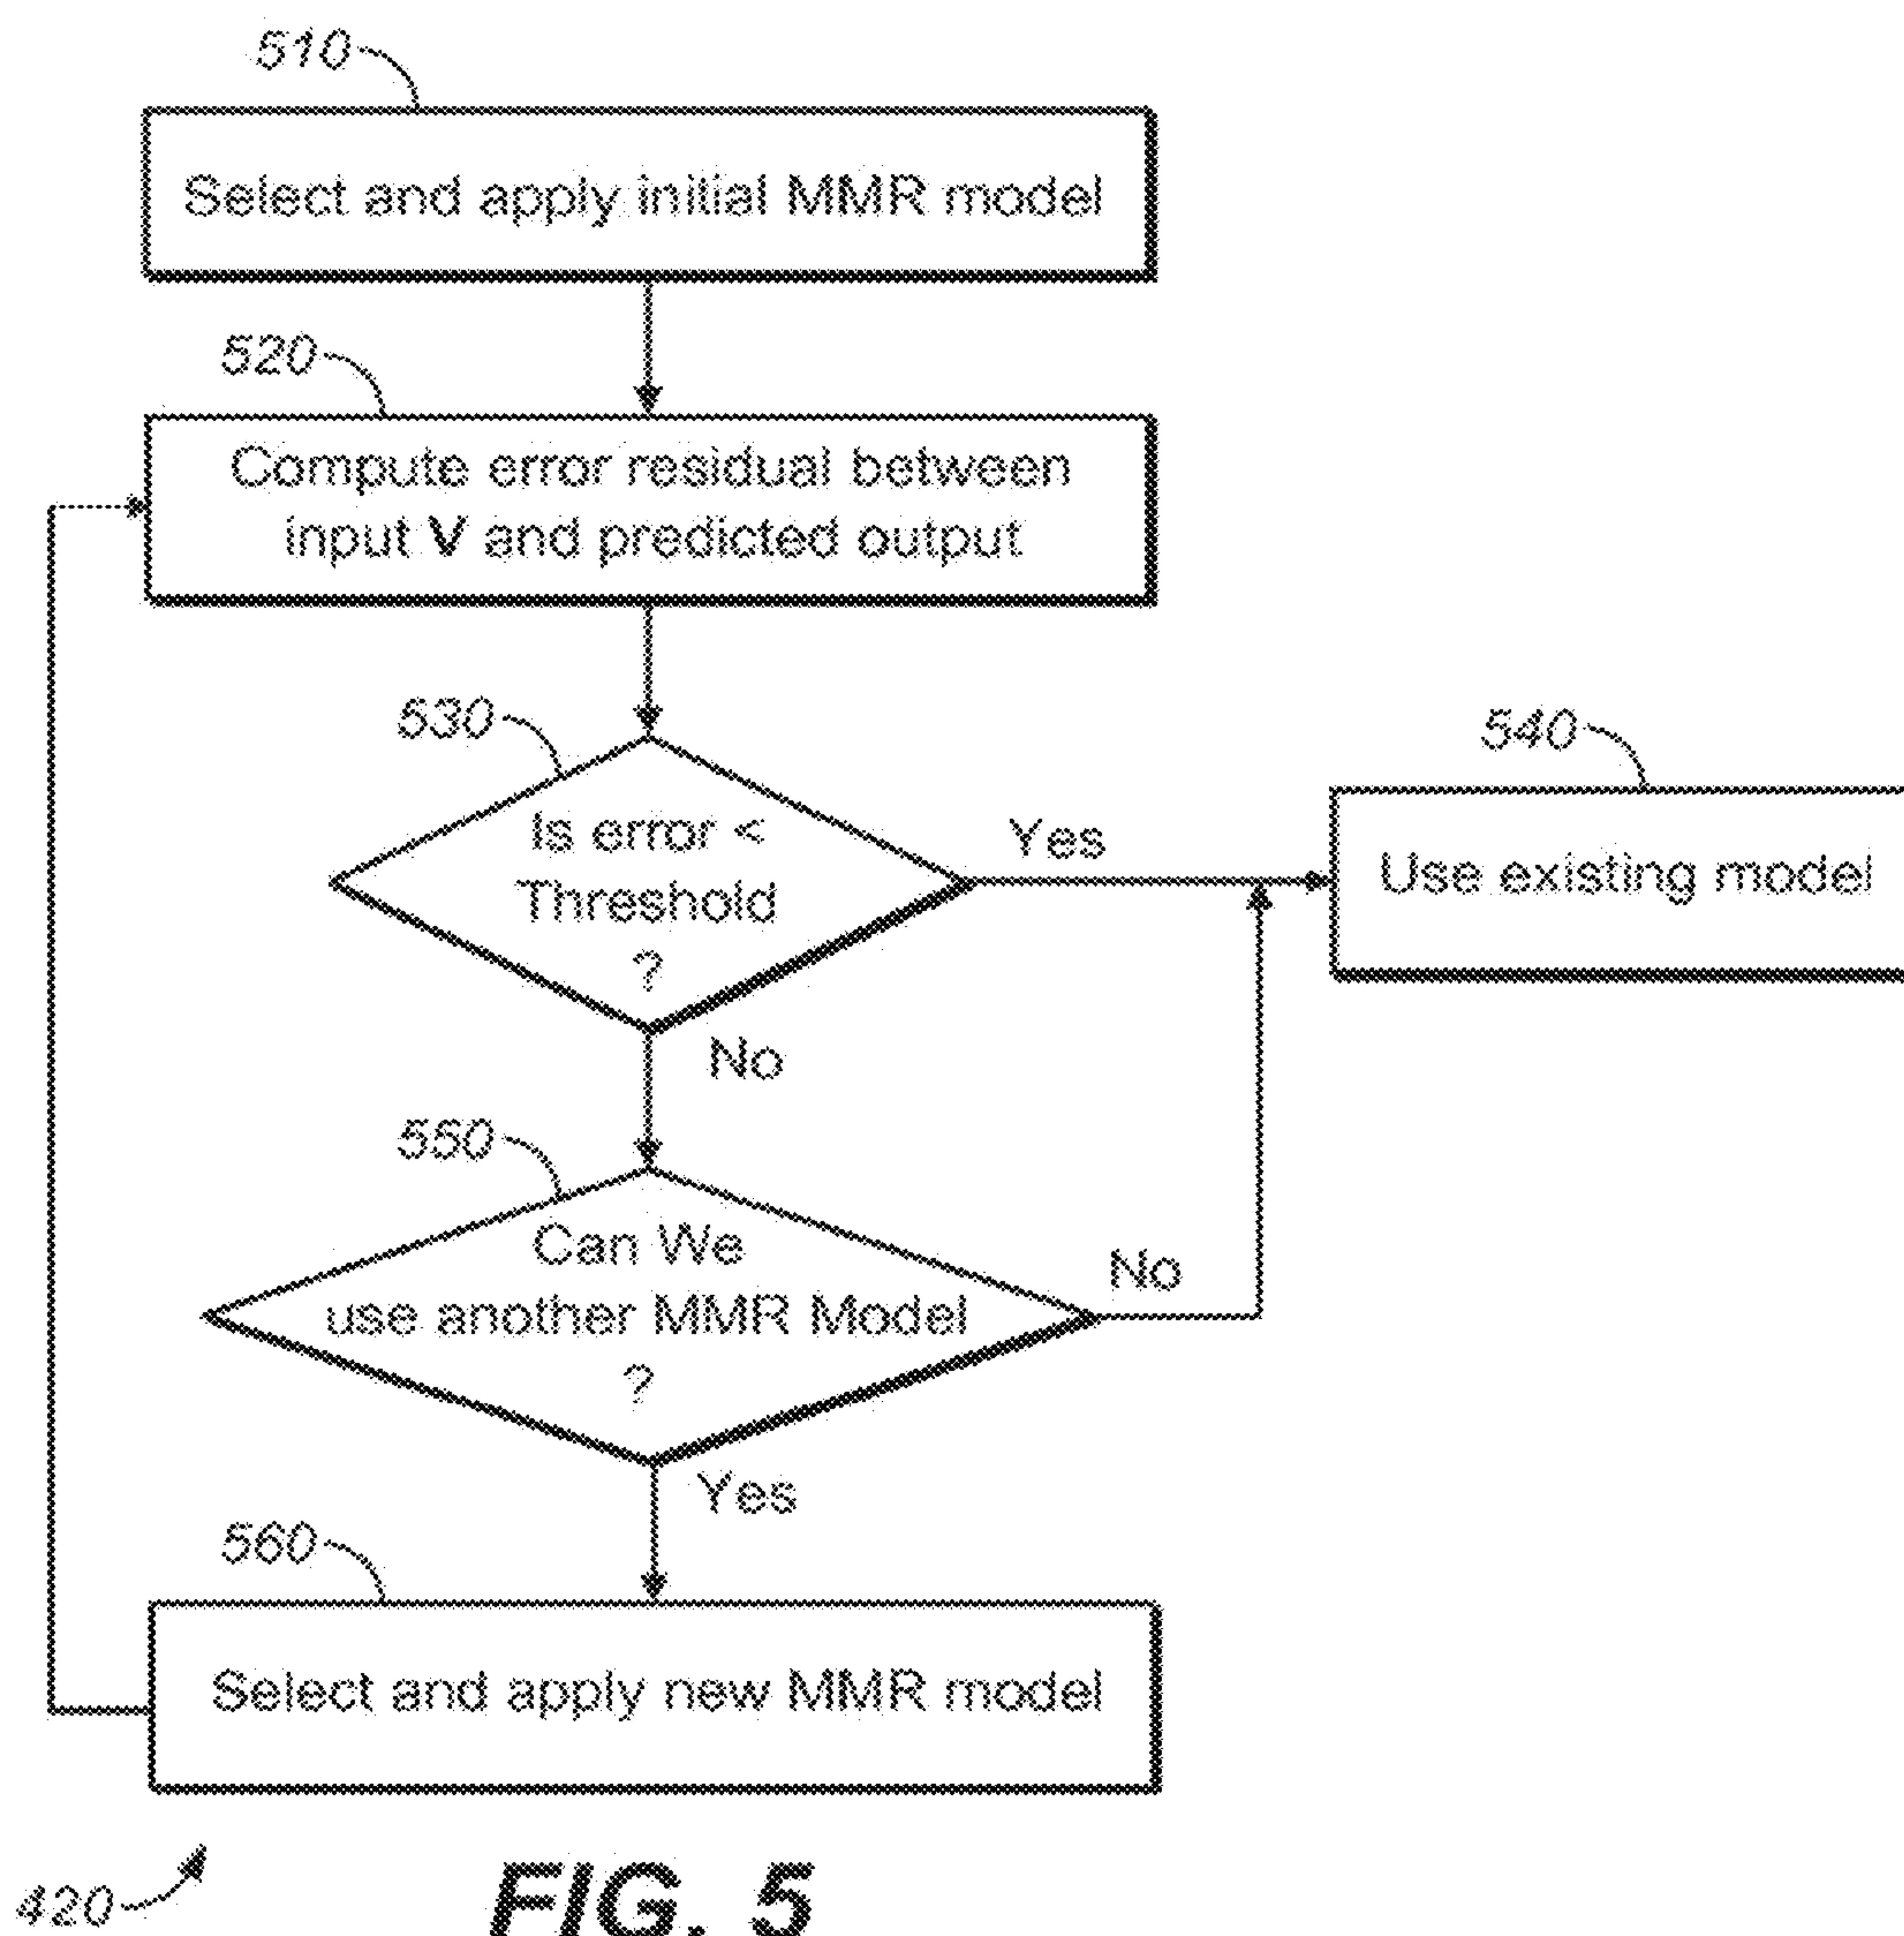 510
Select and apply initial MMR model
520
Compute error residual between
input V and predicted output
530
Is error <
Threshold
?
Yes
540
Use existing model
No
550
Can We
use another MMR Model
?
No
Yes
560
Select and apply new MMR model
420
FIG. 5